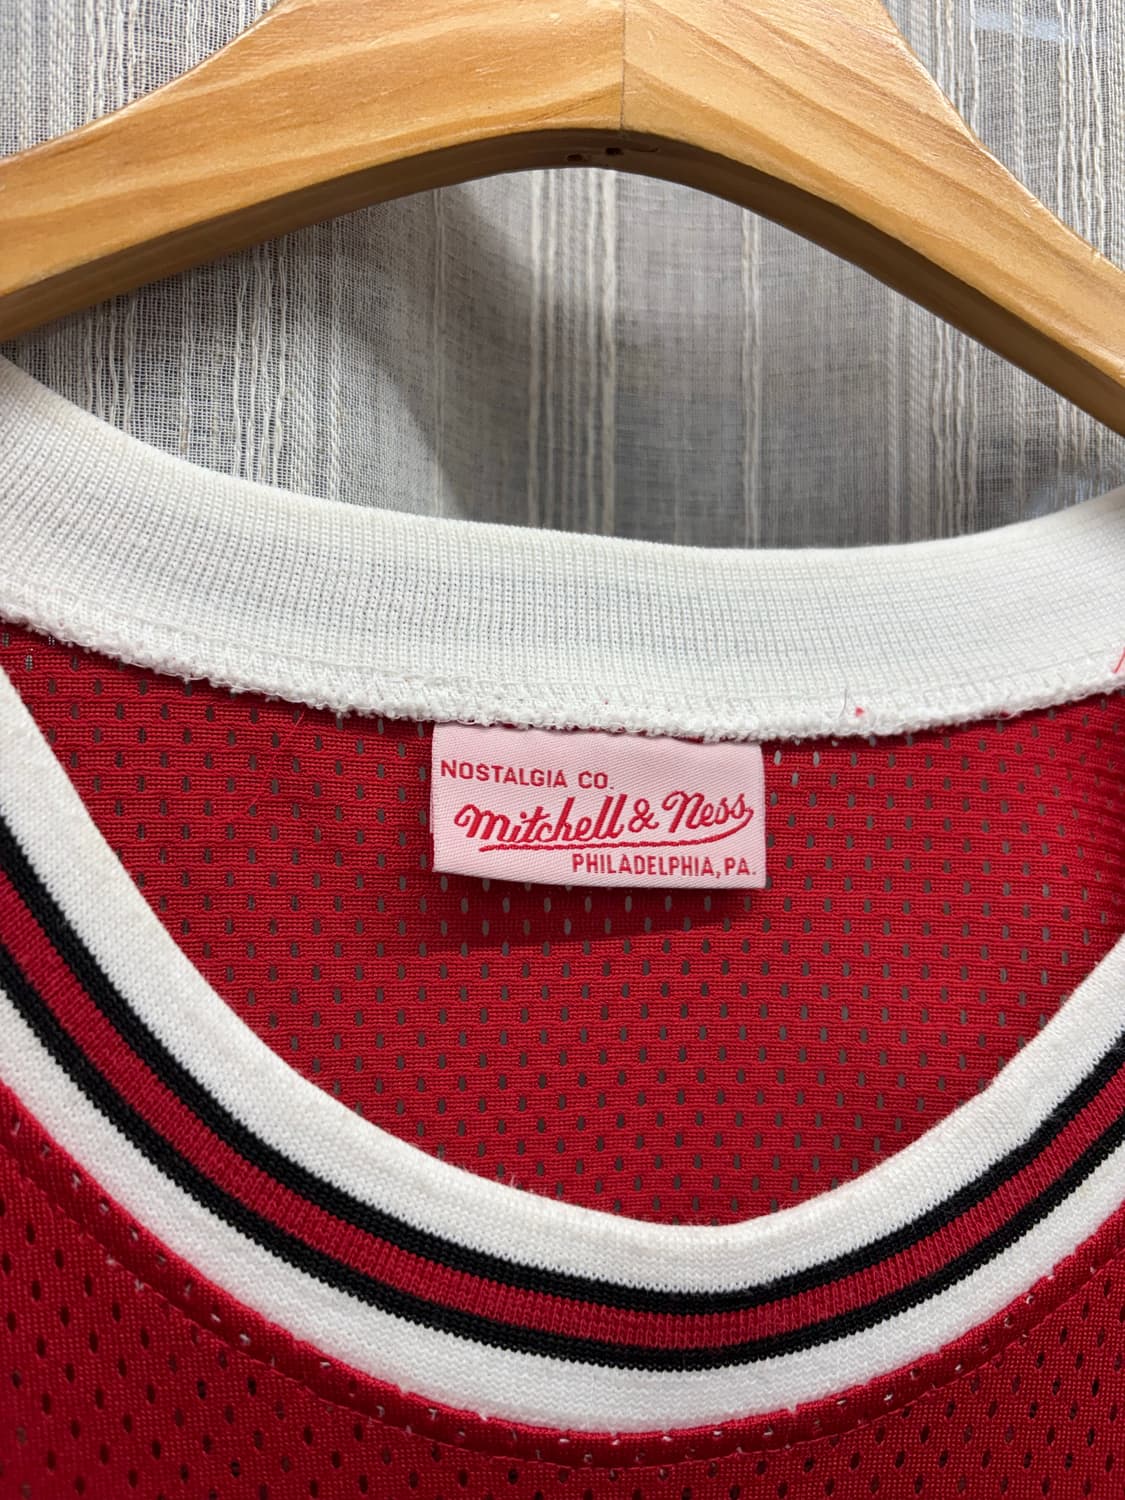 NOSTALGIA CO.
Mitchell & Ness
PHILADELPHIA, PA.